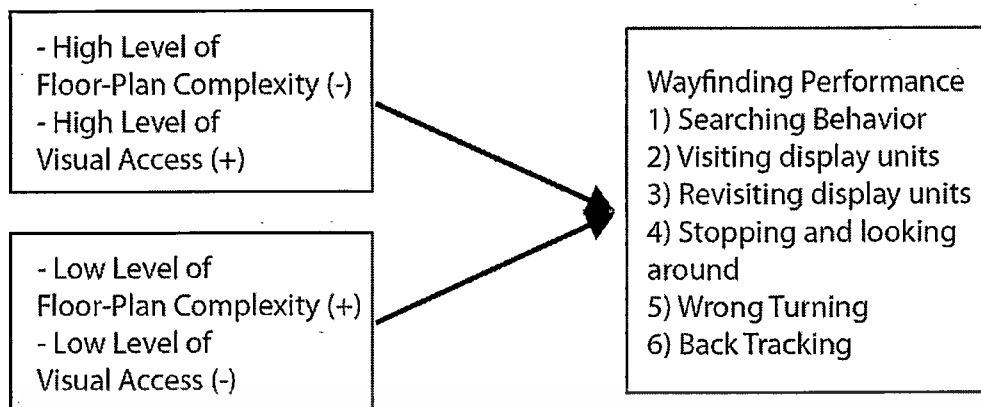 - High Level of
Floor-Plan Complexity (-)
- High Level of
Visual Access (+)
- Low Level of
Floor-Plan Complexity (+)
- Low Level of
Visual Access (-)
Wayfinding Performance
1) Searching Behavior
2) Visiting display units
3) Revisiting display units
4) Stopping and looking
around
5) Wrong Turning
6) Back Tracking